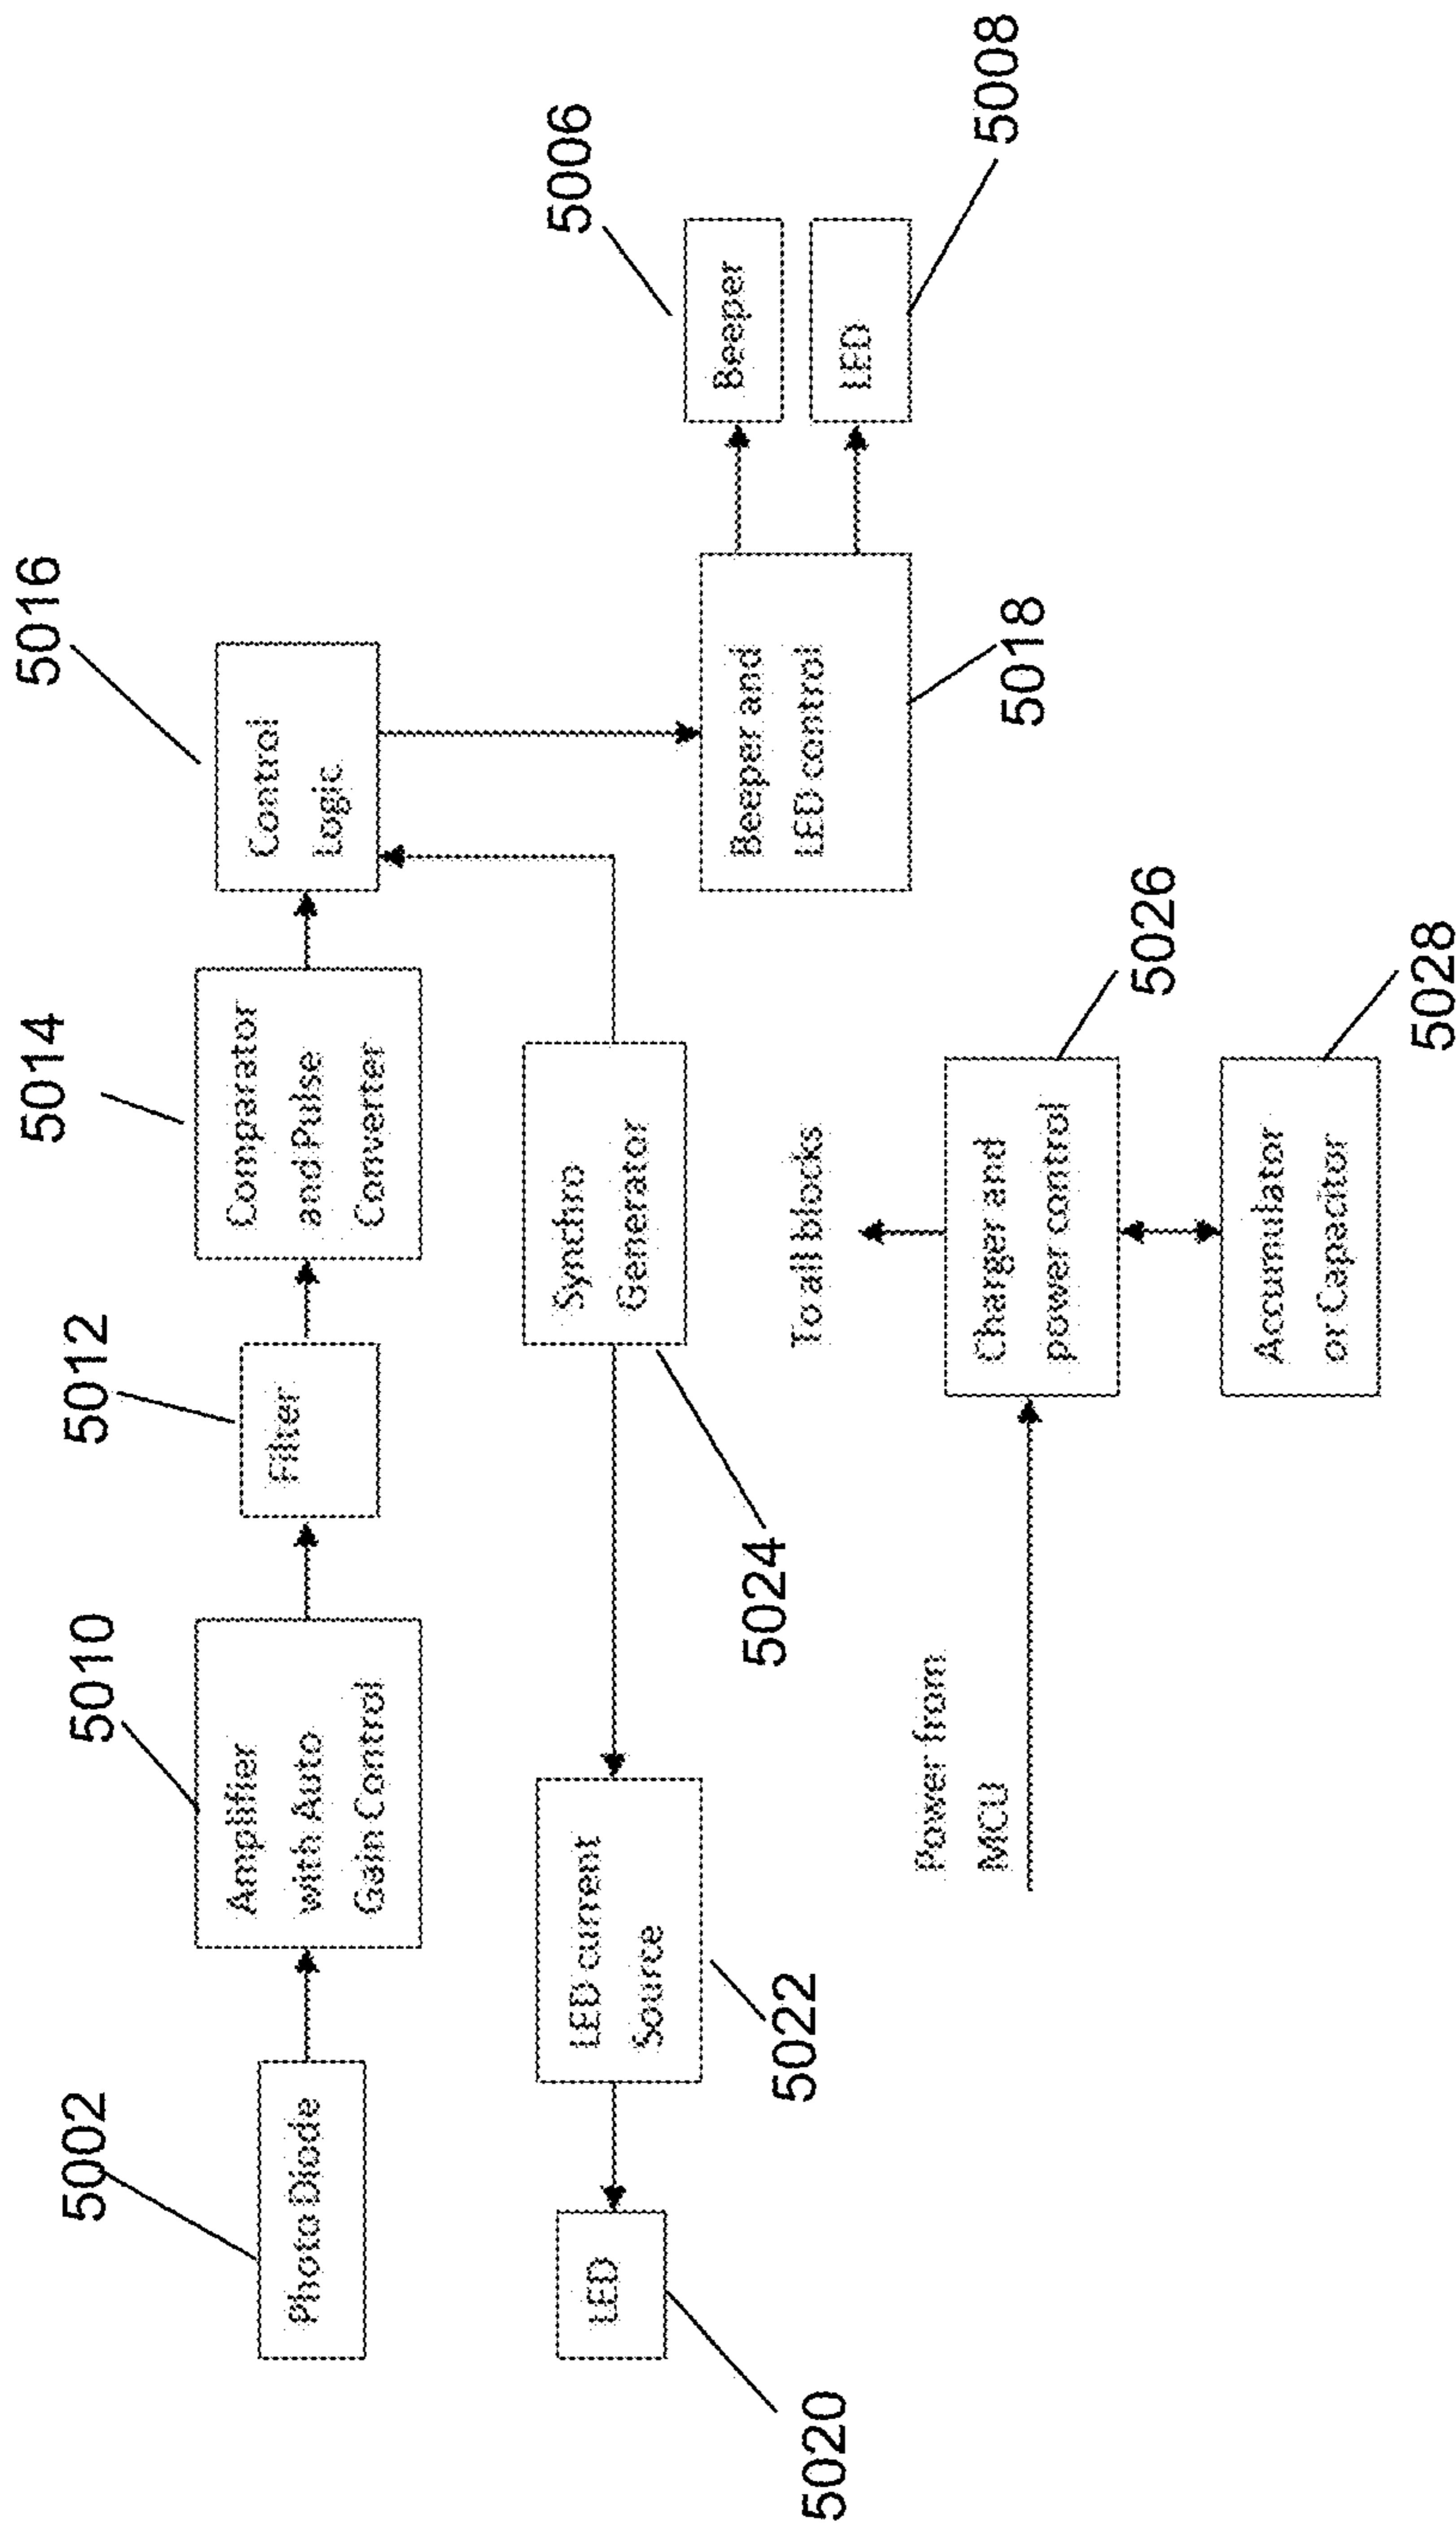 5002
5010
5012
5014
5016
Photo Diode
Amplifier
with Auto
Gain Control
Filter
Comparator
and Pulse
Converter
Control
Logic
LED
LED current
Source
Synchro
Generator
5020
5022
5024
5006
Beeper and
LED control
Beeper
LED
5018
5008
To all blocks
Power from
MCU
Charger and
power control
5026
Accumulator
or Capacitor
5028